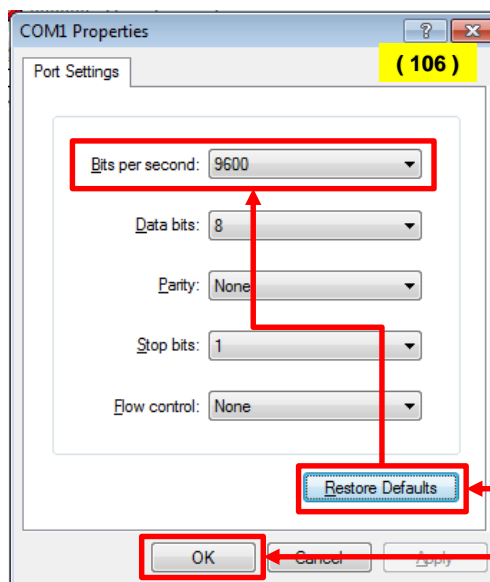 COM1 Properties
( 106 )
Port Settings
Bits per second: 9600
Data bits: 8
Parity: None
Stop bits: 1
Flow control: None
Restore Defaults
OK Cancel Apply